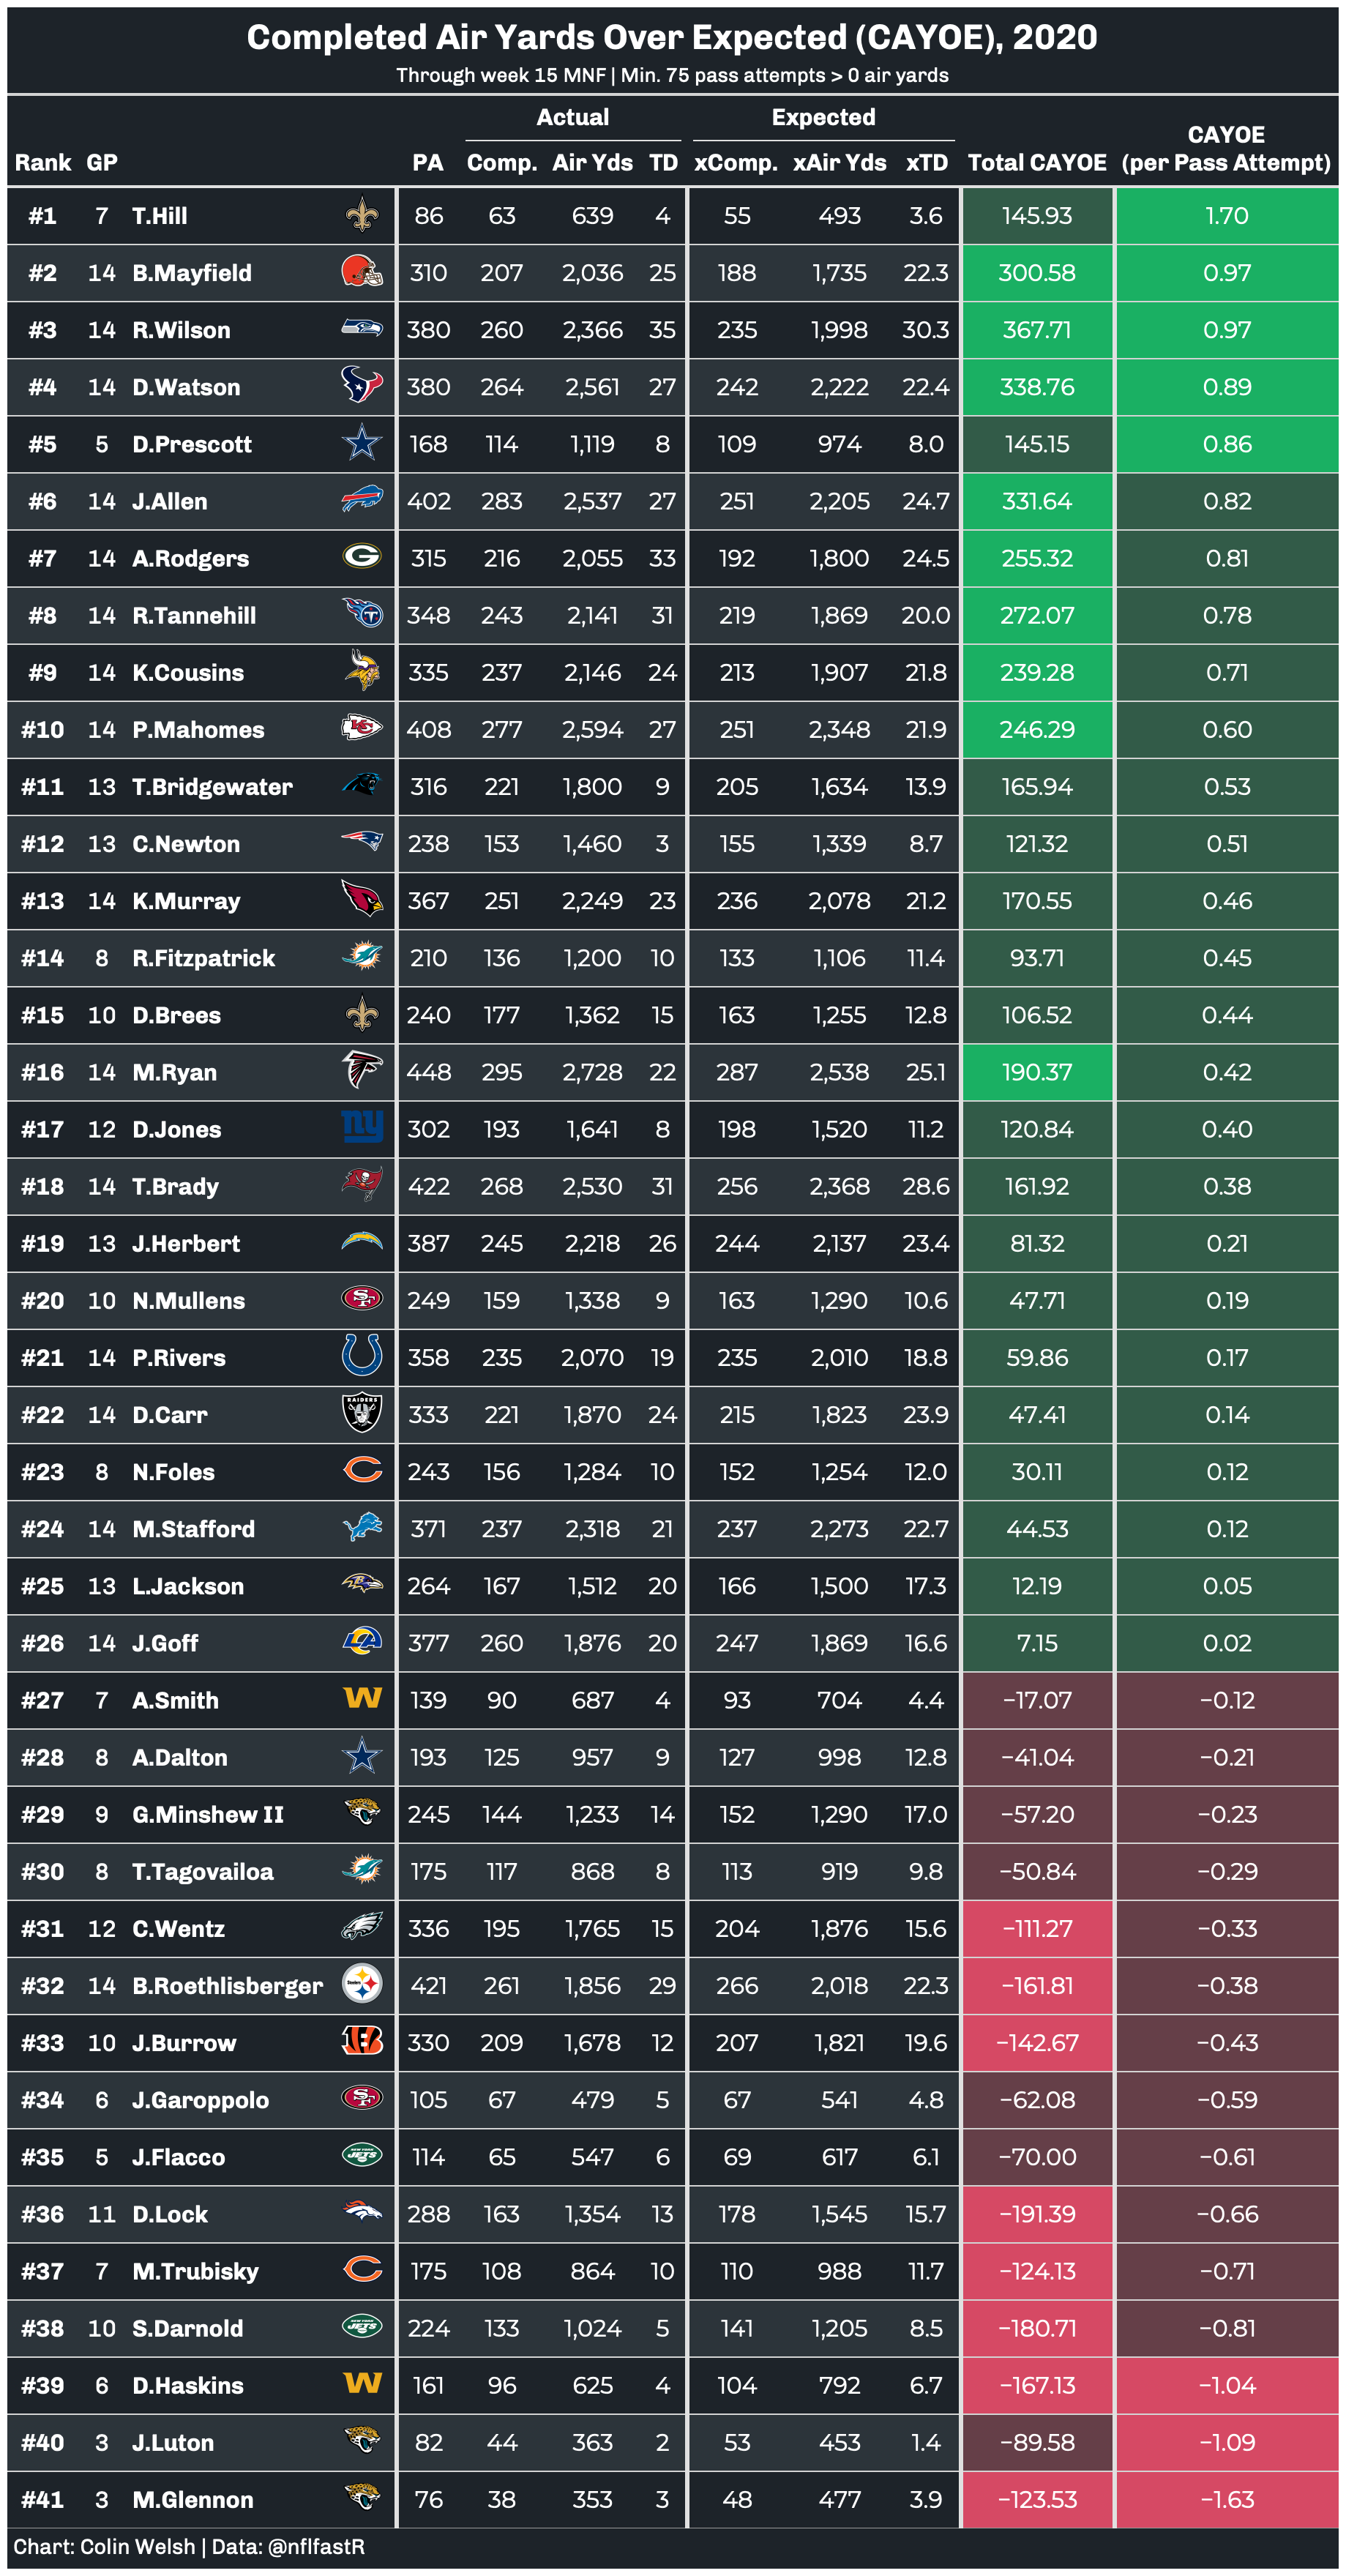 Completed Air Yards Over Expected (CAYOE), 2020
Through week 15 MNF | Min. 75 pass attempts > 0 air yards
Actual Expected
Rank GP PA Comp. Air Yds TD xComp. xAir Yds xTD Total CAYOE CAYOE (per Pass Attempt)
#1 7 T.Hill 86 63 639 4 55 493 3.6 145.93 1.70
#2 14 B.Mayfield 310 207 2,036 25 188 1,735 22.3 300.58 0.97
#3 14 R.Wilson 380 260 2,366 35 235 1,998 30.3 367.71 0.97
#4 14 D.Watson 380 264 2,561 27 242 2,222 22.4 338.76 0.89
#5 5 D.Prescott 168 114 1,119 8 109 974 8.0 145.15 0.86
#6 14 J.Allen 402 283 2,537 27 251 2,205 24.7 331.64 0.82
#7 14 A.Rodgers G 315 216 2,055 33 192 1,800 24.5 255.32 0.81
#8 14 R.Tannehill T 348 243 2,141 31 219 1,869 20.0 272.07 0.78
#9 14 K.Cousins 335 237 2,146 24 213 1,907 21.8 239.28 0.71
#10 14 P.Mahomes KC 408 277 2,594 27 251 2,348 21.9 246.29 0.60
#11 13 T.Bridgewater 316 221 1,800 9 205 1,634 13.9 165.94 0.53
#12 13 C.Newton 238 153 1,460 3 155 1,339 8.7 121.32 0.51
#13 14 K.Murray 367 251 2,249 23 236 2,078 21.2 170.55 0.46
#14 8 R.Fitzpatrick 210 136 1,200 10 133 1,106 11.4 93.71 0.45
#15 10 D.Brees 240 177 1,362 15 163 1,255 12.8 106.52 0.44
#16 14 M.Ryan 448 295 2,728 22 287 2,538 25.1 190.37 0.42
#17 12 D.Jones ny 302 193 1,641 8 198 1,520 11.2 120.84 0.40
#18 14 T.Brady 422 268 2,530 31 256 2,368 28.6 161.92 0.38
#19 13 J.Herbert 387 245 2,218 26 244 2,137 23.4 81.32 0.21
#20 10 N.Mullens SF 249 159 1,338 9 163 1,290 10.6 47.71 0.19
#21 14 P.Rivers 358 235 2,070 19 235 2,010 18.8 59.86 0.17
#22 14 D.Carr RAIDERS 333 221 1,870 24 215 1,823 23.9 47.41 0.14
#23 8 N.Foles C 243 156 1,284 10 152 1,254 12.0 30.11 0.12
#24 14 M.Stafford 371 237 2,318 21 237 2,273 22.7 44.53 0.12
#25 13 L.Jackson B 264 167 1,512 20 166 1,500 17.3 12.19 0.05
#26 14 J.Goff LA 377 260 1,876 20 247 1,869 16.6 7.15 0.02
#27 7 A.Smith W 139 90 687 4 93 704 4.4 −17.07 −0.12
#28 8 A.Dalton 193 125 957 9 127 998 12.8 −41.04 −0.21
#29 9 G.Minshew II 245 144 1,233 14 152 1,290 17.0 −57.20 −0.23
#30 8 T.Tagovailoa 175 117 868 8 113 919 9.8 −50.84 −0.29
#31 12 C.Wentz 336 195 1,765 15 204 1,876 15.6 −111.27 −0.33
#32 14 B.Roethlisberger Steelers 421 261 1,856 29 266 2,018 22.3 −161.81 −0.38
#33 10 J.Burrow B 330 209 1,678 12 207 1,821 19.6 −142.67 −0.43
#34 6 J.Garoppolo SF 105 67 479 5 67 541 4.8 −62.08 −0.59
#35 5 J.Flacco NEW YORK JETS 114 65 547 6 69 617 6.1 −70.00 −0.61
#36 11 D.Lock 288 163 1,354 13 178 1,545 15.7 −191.39 −0.66
#37 7 M.Trubisky C 175 108 864 10 110 988 11.7 −124.13 −0.71
#38 10 S.Darnold NEW YORK JETS 224 133 1,024 5 141 1,205 8.5 −180.71 −0.81
#39 6 D.Haskins W 161 96 625 4 104 792 6.7 −167.13 −1.04
#40 3 J.Luton 82 44 363 2 53 453 1.4 −89.58 −1.09
#41 3 M.Glennon 76 38 353 3 48 477 3.9 −123.53 −1.63
Chart: Colin Welsh | Data: @nflfastR